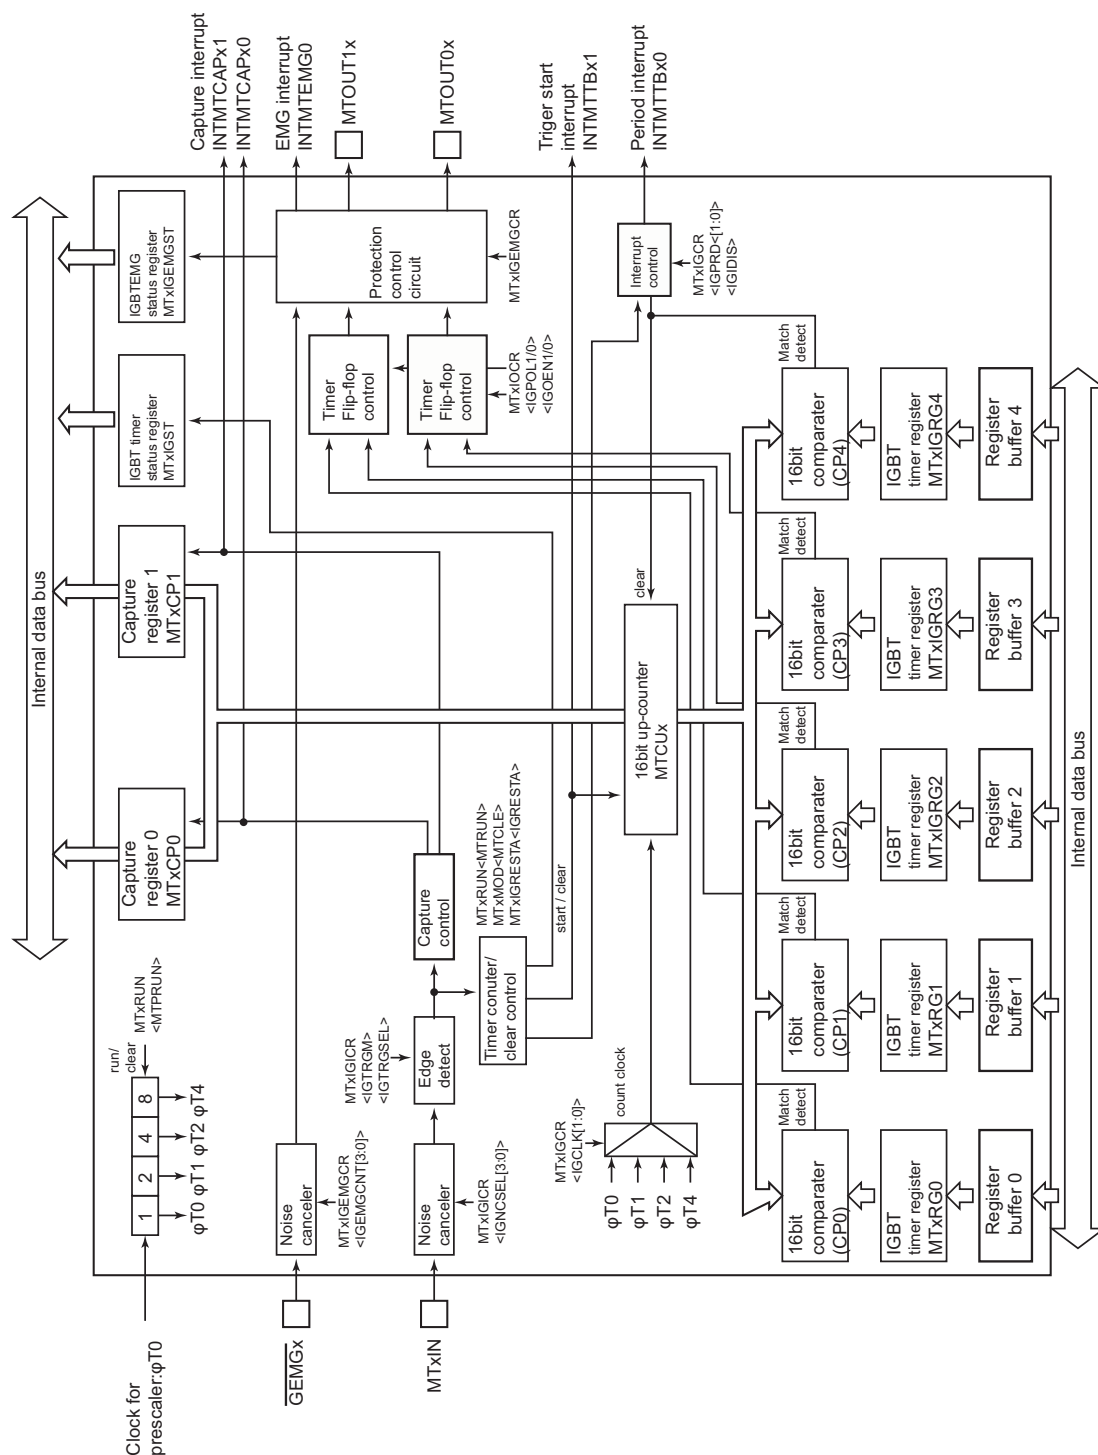 Clock for
prescaler:φT0
1
2
4
8
run/
clear
MTxRUN
<MTPRUN>
φT0 φT1 φT2 φT4
Internal data bus
Capture
register 0
MTxCP0
Capture
register 1
MTxCP1
IGBT timer
status register
MTxIGST
IGBTEMG
status register
MTxIGEMGST
Capture interrupt
INTMTCAPx1
INTMTCAPx0
GEMGx
Noise
canceler
MTxIGEMGCR
<IGEMGCNT[3:0]>
Timer
Flip-flop
control
Timer
Flip-flop
control
MTxIOCR
<IGPOL1/0>
<IGOEN1/0>
Protection
control
circuit
MTxIGEMGCR
EMG interrupt
INTMTEMG0
MTOUT1x
MTOUT0x
MTxIN
Noise
canceler
MTxIGICR
<IGNCSEL[3:0]>
MTxIGICR
<IGTRGM>
<IGTRGSEL>
Edge
detect
Capture
control
Timer conuter/
clear control
MTxRUN<MTRUN>
MTxMOD<MTCLE>
MTxIGRESTA<IGRESTA>
start / clear
Triger start
interrupt
INTMTTBx1
MTxIGCR
<IGCLK[1:0]>
φT0
φT1
φT2
φT4
count clock
16bit up-counter
MTCUx
clear
Interrupt
control
MTxIGCR
<IGPRD<[1:0]>
<IGIDIS>
Period interrupt
INTMTTBx0
Match
detect
Match
detect
Match
detect
Match
detect
Match
detect
16bit
comparater
(CP0)
16bit
comparater
(CP1)
16bit
comparater
(CP2)
16bit
comparater
(CP3)
16bit
comparater
(CP4)
IGBT
timer register
MTxRG0
IGBT
timer register
MTxRG1
IGBT
timer register
MTxIGRG2
IGBT
timer register
MTxIGRG3
IGBT
timer register
MTxIGRG4
Register
buffer 0
Register
buffer 1
Register
buffer 2
Register
buffer 3
Register
buffer 4
Internal data bus